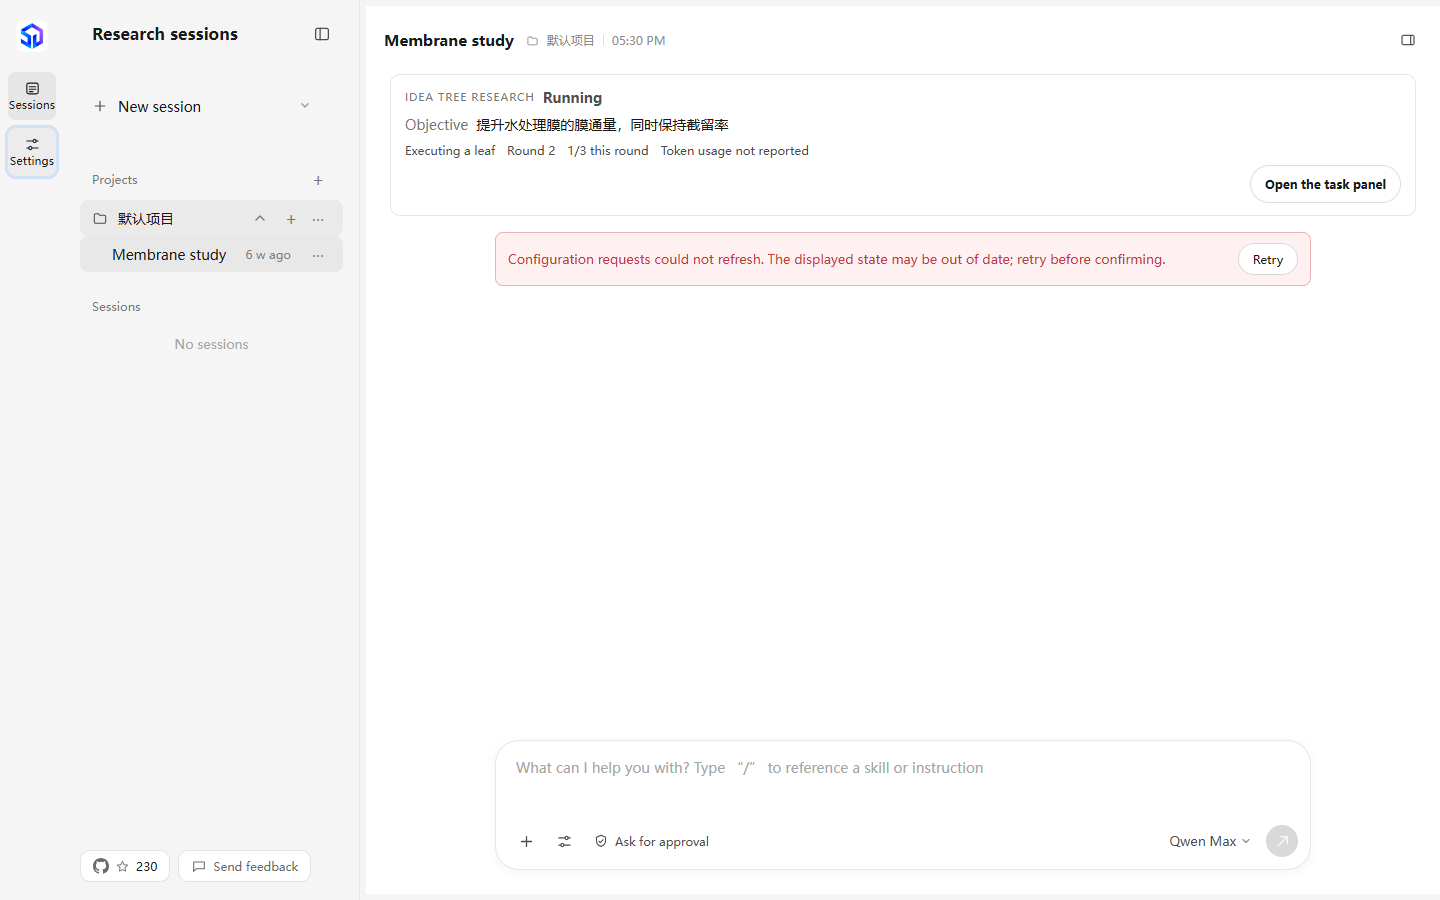 Research sessions
Sessions
Settings
New session
Projects
默认项目
Membrane study 6 w ago
Sessions
No sessions
230
Send feedback
Membrane study 默认项目 05:30 PM
IDEA TREE RESEARCH Running
Objective 提升水处理膜的膜通量，同时保持截留率
Executing a leaf Round 2 1/3 this round Token usage not reported
Open the task panel
Configuration requests could not refresh. The displayed state may be out of date; retry before confirming.
Retry
What can I help you with? Type “/” to reference a skill or instruction
Ask for approval
Qwen Max